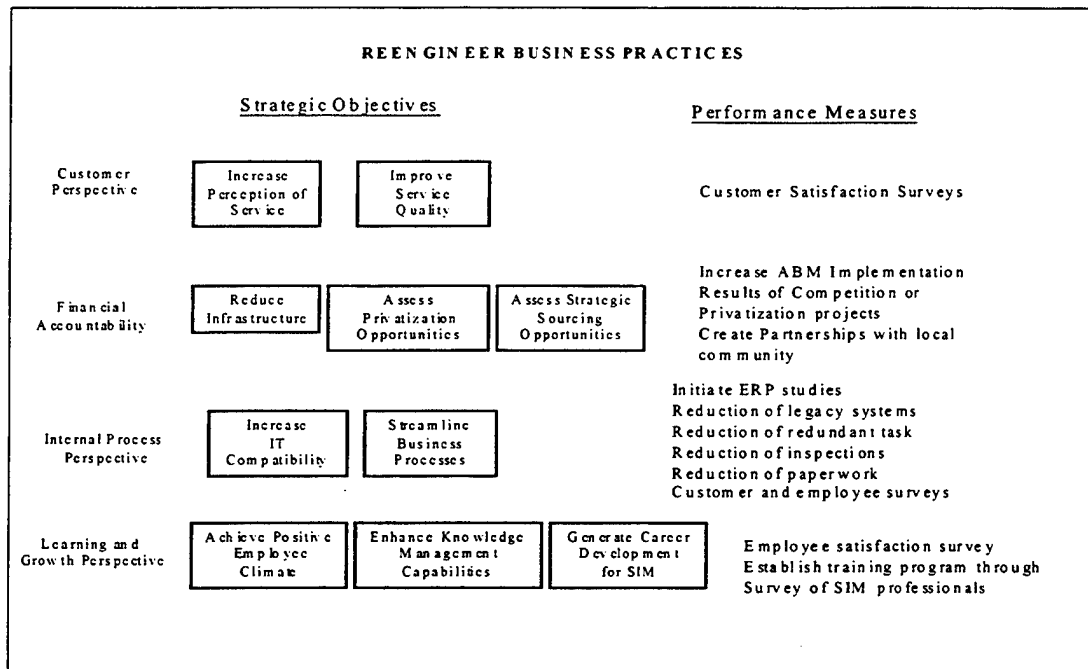 REENGINEER BUSINESS PRACTICES
Strategic Objectives
Performance Measures
Customer
Perspective
Increase
Perception of
Service
Improve
Service
Quality
Customer Satisfaction Surveys
Financial
Accountability
Reduce
Infrastructure
Assess
Privatization
Opportunities
Assess Strategic
Sourcing
Opportunities
Increase ABM Implementation
Results of Competition or
Privatization projects
Create Partnerships with local
community
Internal Process
Perspective
Increase
IT
Compatibility
Streamline
Business
Processes
Initiate ERP studies
Reduction of legacy systems
Reduction of redundant task
Reduction of inspections
Reduction of paperwork
Customer and employee surveys
Learning and
Growth Perspective
Achieve Positive
Employee
Climate
Enhance Knowledge
Management
Capabilities
Generate Career
Development
for SIM
Employee satisfaction survey
Establish training program through
Survey of SIM professionals